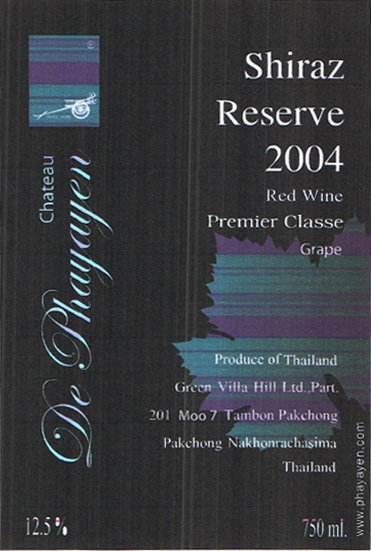 ®
Chateau
De Phayayen
Shiraz
Reserve
2004
Red Wine
Premier Classe
Grape
Produce of Thailand
Green Villa Hill Ltd.,Part.
201 Moo 7 Tambon Pakchong
Pakchong Nakhonrachasima
Thailand
www.phayayen.com
12.5 %
750 ml.